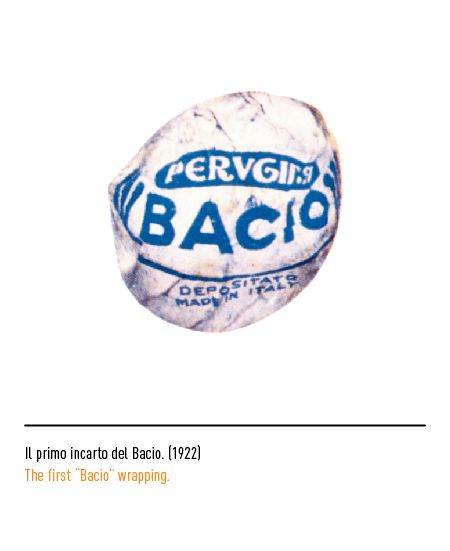 PERVGINA
BACIO
DEPOSITATO
MADE IN ITALY
Il primo incarto del Bacio. (1922)
The first "Bacio" wrapping.